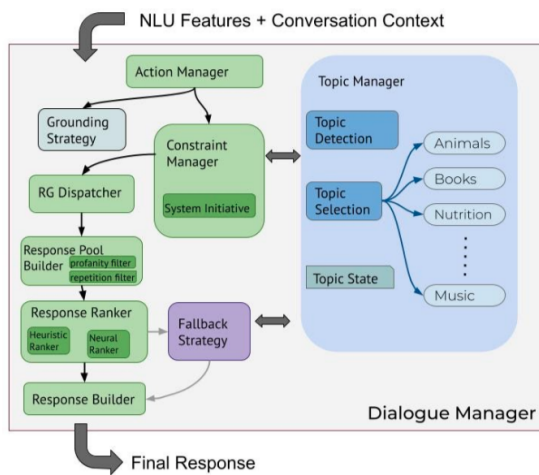 NLU Features + Conversation Context
Action Manager
Grounding
Strategy
Constraint
Manager
System Initiative
RG Dispatcher
Response Pool
Builder
profanity filter
repetition filter
Response Ranker
Heuristic
Ranker
Neural
Ranker
Fallback
Strategy
Response Builder
Topic Manager
Topic
Detection
Topic
Selection
Topic State
Animals
Books
Nutrition
Music
Dialogue Manager
Final Response